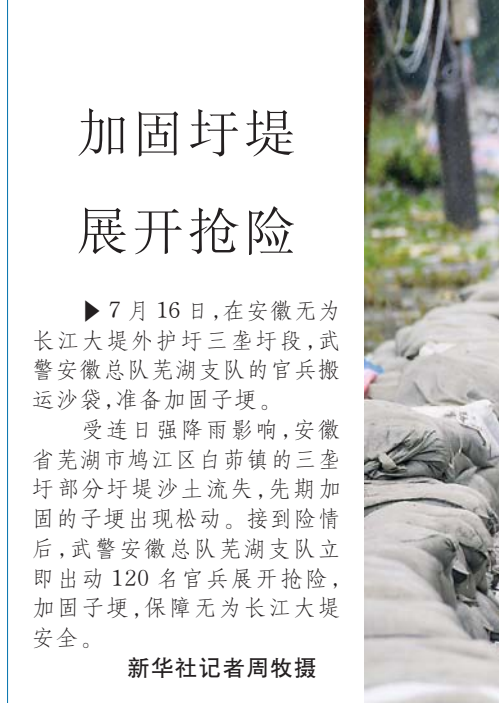 加固圩堤
展开抢险
▶7月16日,在安徽无为
长江大堤外护圩三垄圩段,武
警安徽总队芜湖支队的官兵搬
运沙袋,准备加固子埂。
受连日强降雨影响,安徽
省芜湖市鸠江区白茆镇的三垄
圩部分圩堤沙土流失,先期加
固的子埂出现松动。接到险情
后,武警安徽总队芜湖支队立
即出动 120 名官兵展开抢险,
加固子埂,保障无为长江大堤
安全。
新华社记者周牧摄